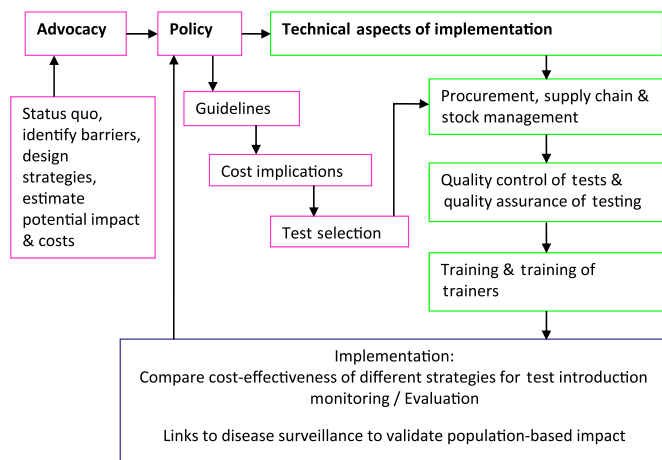 Advocacy
Policy
Technical aspects of implementation
Status quo,
identify barriers,
design
strategies,
estimate
potential impact
& costs
Guidelines
Cost implications
Test selection
Procurement, supply chain &
stock management
Quality control of tests &
quality assurance of testing
Training & training of
trainers
Implementation:
Compare cost-effectiveness of different strategies for test introduction
monitoring / Evaluation
Links to disease surveillance to validate population-based impact